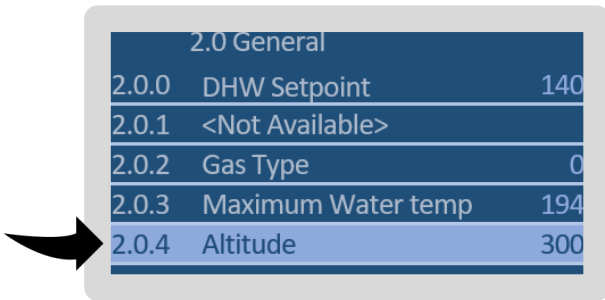 2.0 General
2.0.0 DHW Setpoint 140
2.0.1 <Not Available>
2.0.2 Gas Type 0
2.0.3 Maximum Water temp 194
2.0.4 Altitude 300